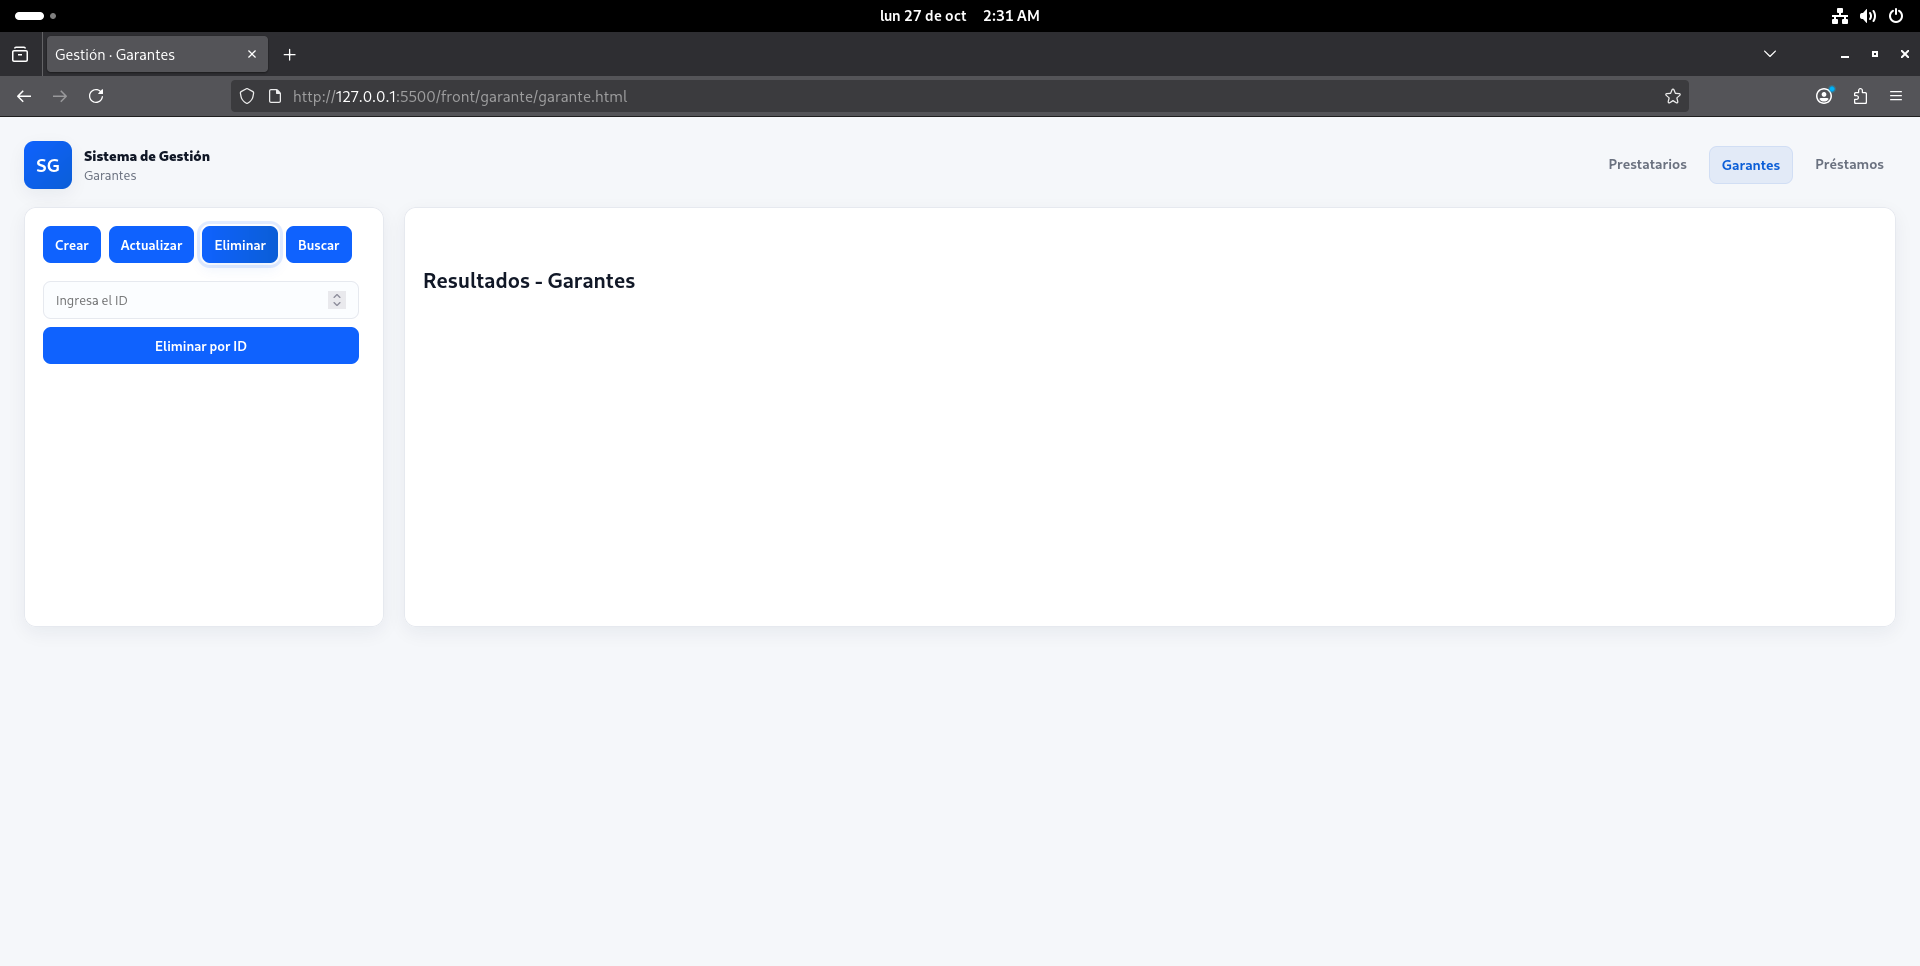 lun 27 de oct 2:31 AM
Gestión · Garantes
http://127.0.0.1:5500/front/garante/garante.html
SG
Sistema de Gestión
Garantes
Prestatarios Garantes Préstamos
Crear Actualizar Eliminar Buscar
Ingresa el ID
Eliminar por ID
Resultados - Garantes